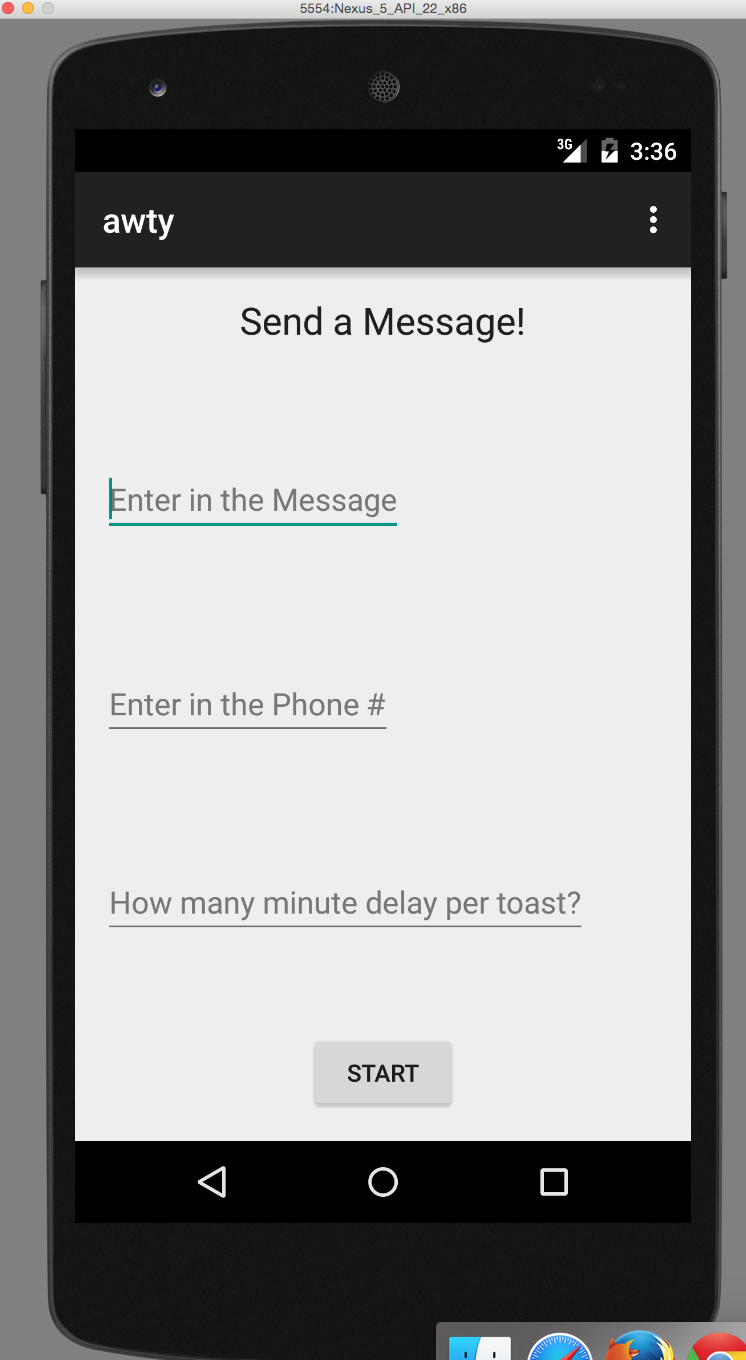 5554:Nexus_5_API_22_x86
3G 3:36
awty
Send a Message!
Enter in the Message
Enter in the Phone #
How many minute delay per toast?
START